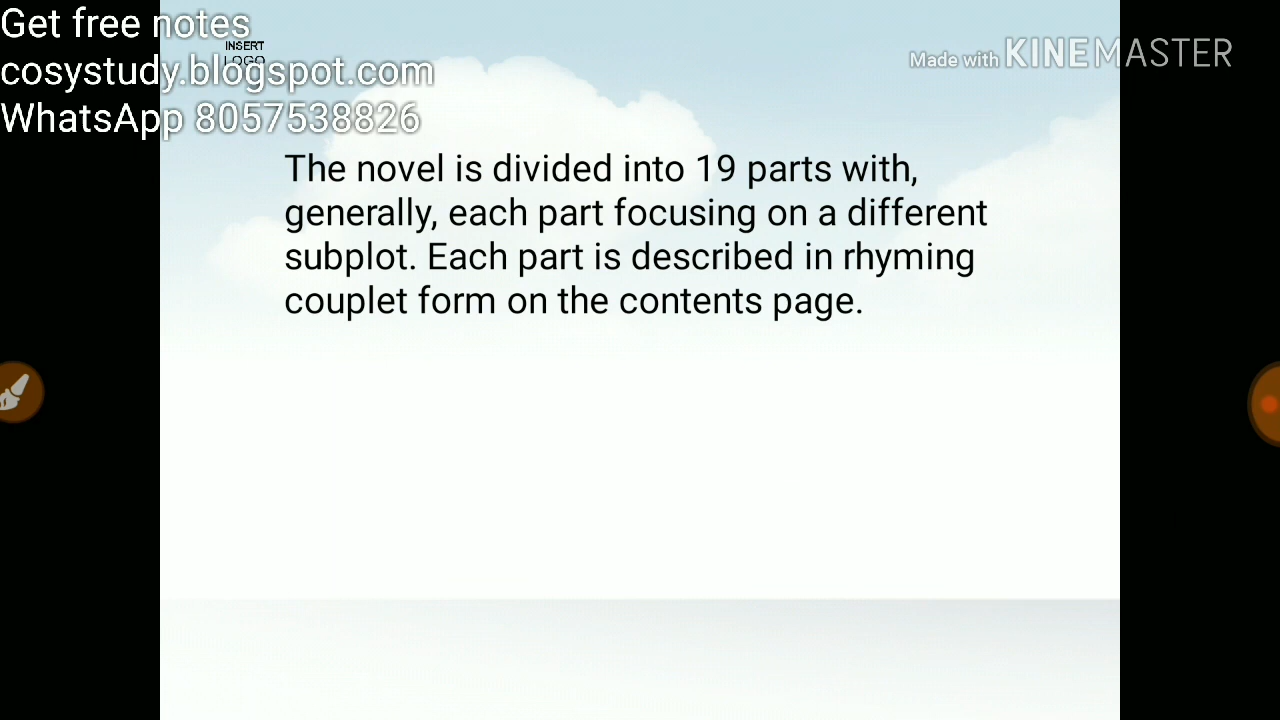 Get free notes
INSERT
LOGO
cosystudy.blogspot.com
WhatsApp 8057538826
Made with KINEMASTER
The novel is divided into 19 parts with,
generally, each part focusing on a different
subplot. Each part is described in rhyming
couplet form on the contents page.